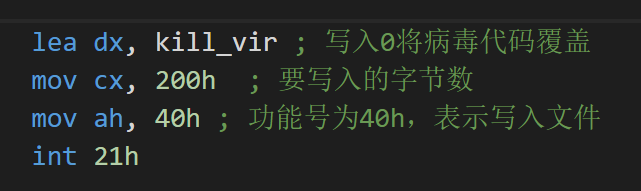 lea dx, kill_vir ; 写入0将病毒代码覆盖
mov cx, 200h  ; 要写入的字节数
mov ah, 40h ; 功能号为40h，表示写入文件
int 21h